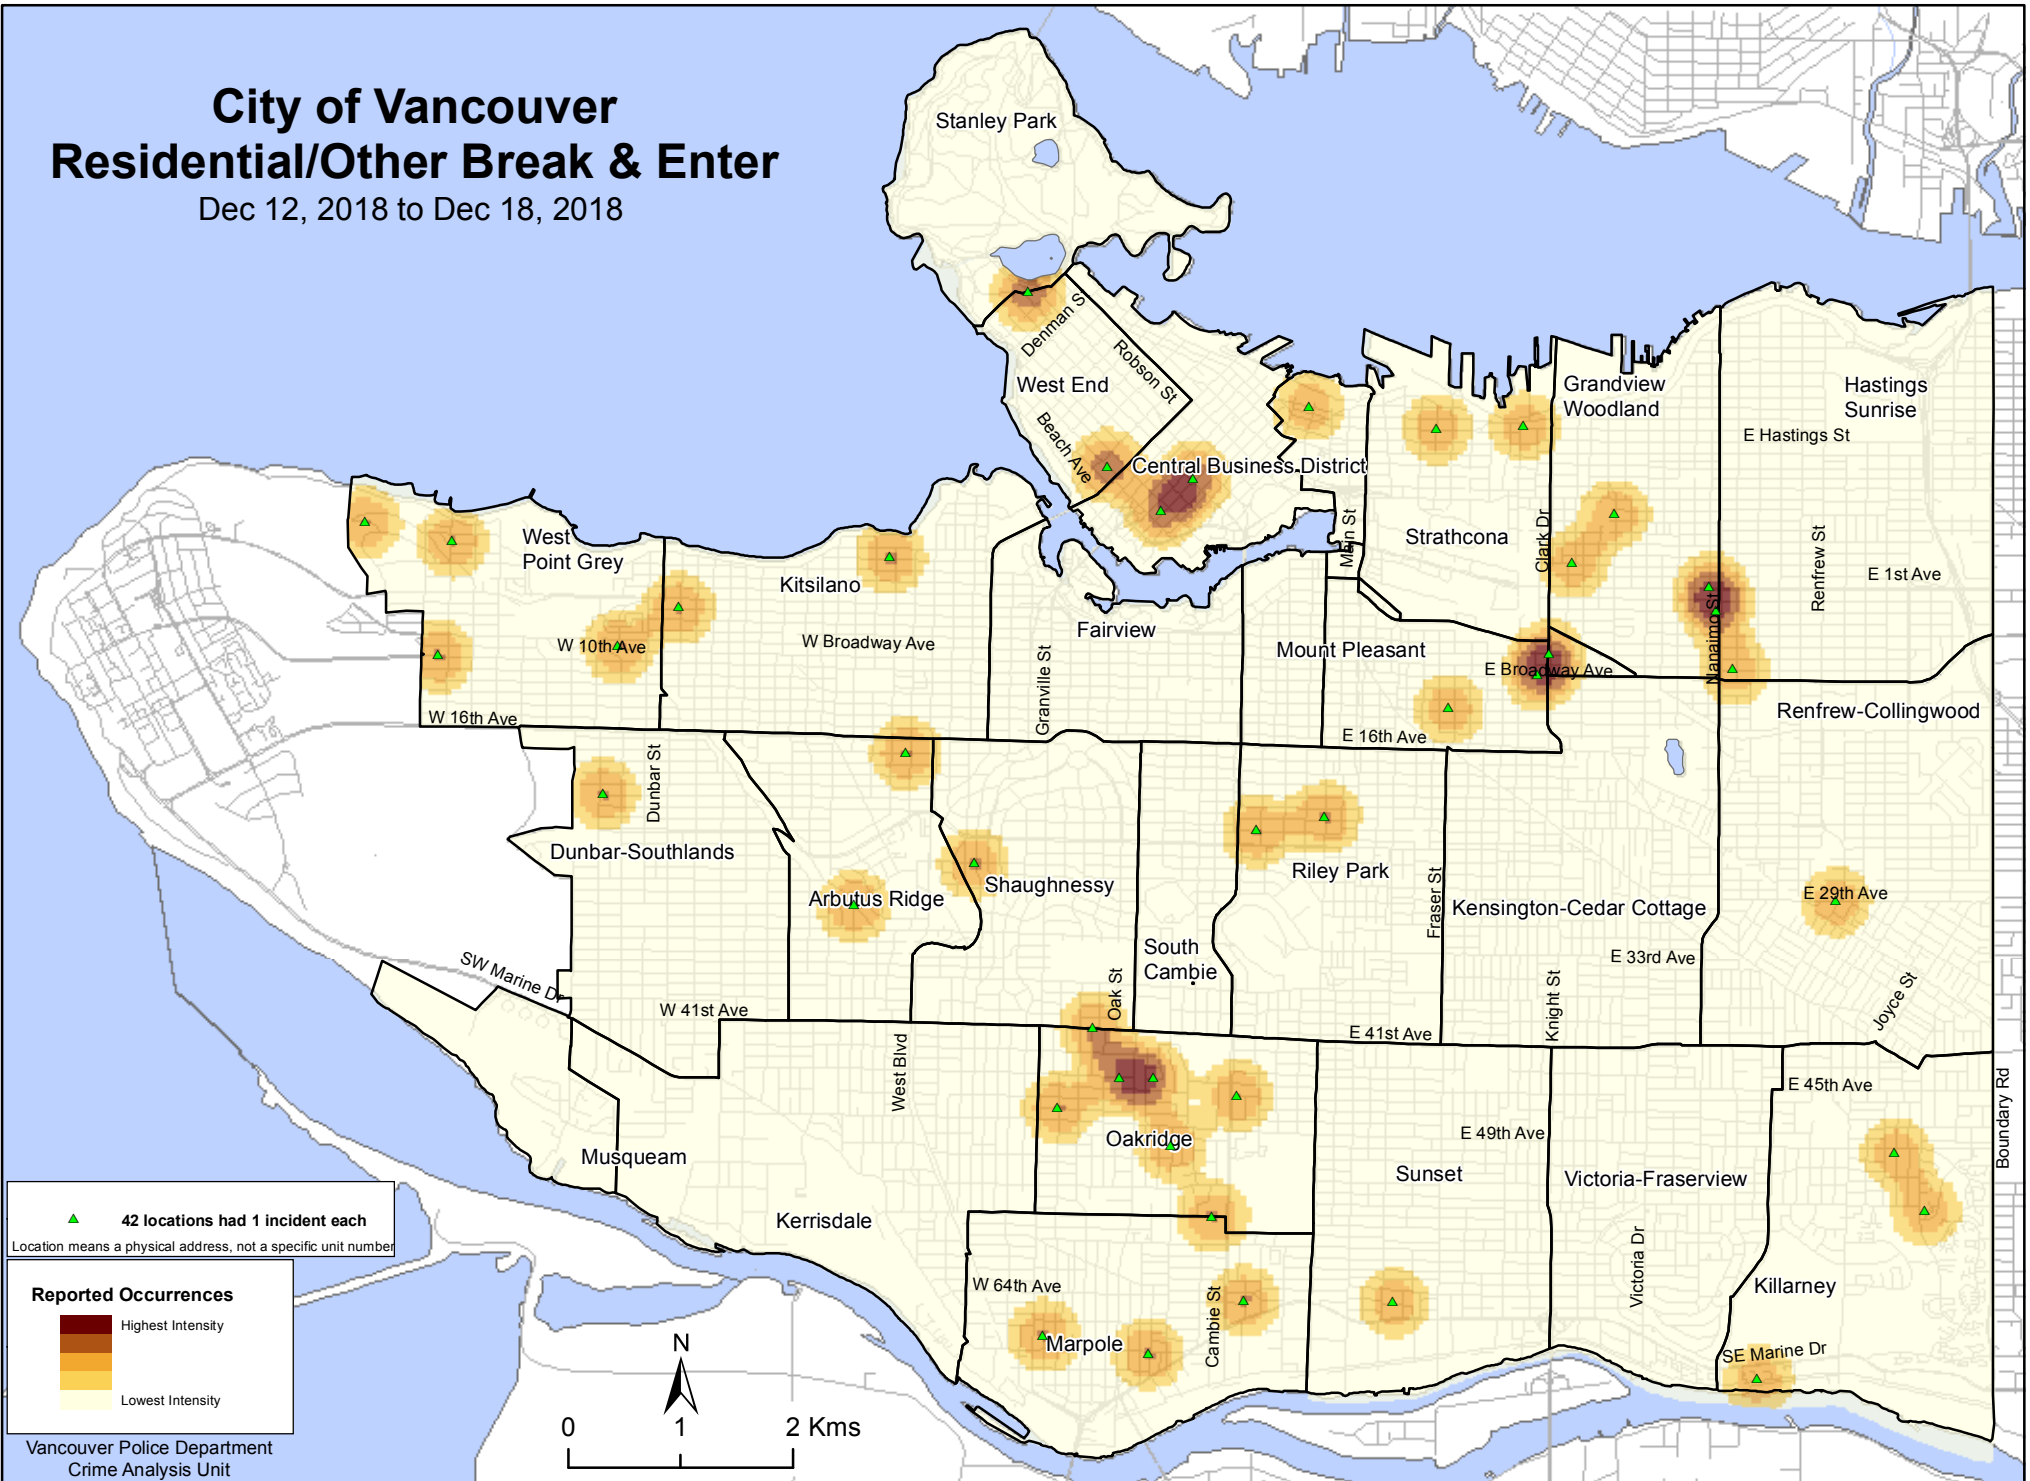 City of Vancouver
Residential/Other Break & Enter
Dec 12, 2018 to Dec 18, 2018
Stanley Park
Denman S
Robson St
West End
Beach Ave
Central Business District
Grandview
Woodland
Hastings
Sunrise
E Hastings St
Main St
Strathcona
Clark Dr
Renfrew St
E 1st Ave
Nanaimo St
West
Point Grey
Kitsilano
W 10th Ave
W Broadway Ave
Fairview
Granville St
Mount Pleasant
E Broadway Ave
W 16th Ave
E 16th Ave
Renfrew-Collingwood
Dunbar St
Dunbar-Southlands
Arbutus Ridge
Shaughnessy
Riley Park
Fraser St
Kensington-Cedar Cottage
E 29th Ave
South
Cambie
E 33rd Ave
SW Marine Dr
W 41st Ave
Oak St
E 41st Ave
Knight St
Joyce St
West Blvd
E 45th Ave
Boundary Rd
Oakridge
E 49th Ave
Musqueam
Sunset
Victoria-Fraserview
Kerrisdale
Victoria Dr
W 64th Ave
Cambie St
Killarney
Marpole
SE Marine Dr
42 locations had 1 incident each
Location means a physical address, not a specific unit number
Reported Occurrences
Highest Intensity
Lowest Intensity
Vancouver Police Department
Crime Analysis Unit
N
0 1 2 Kms